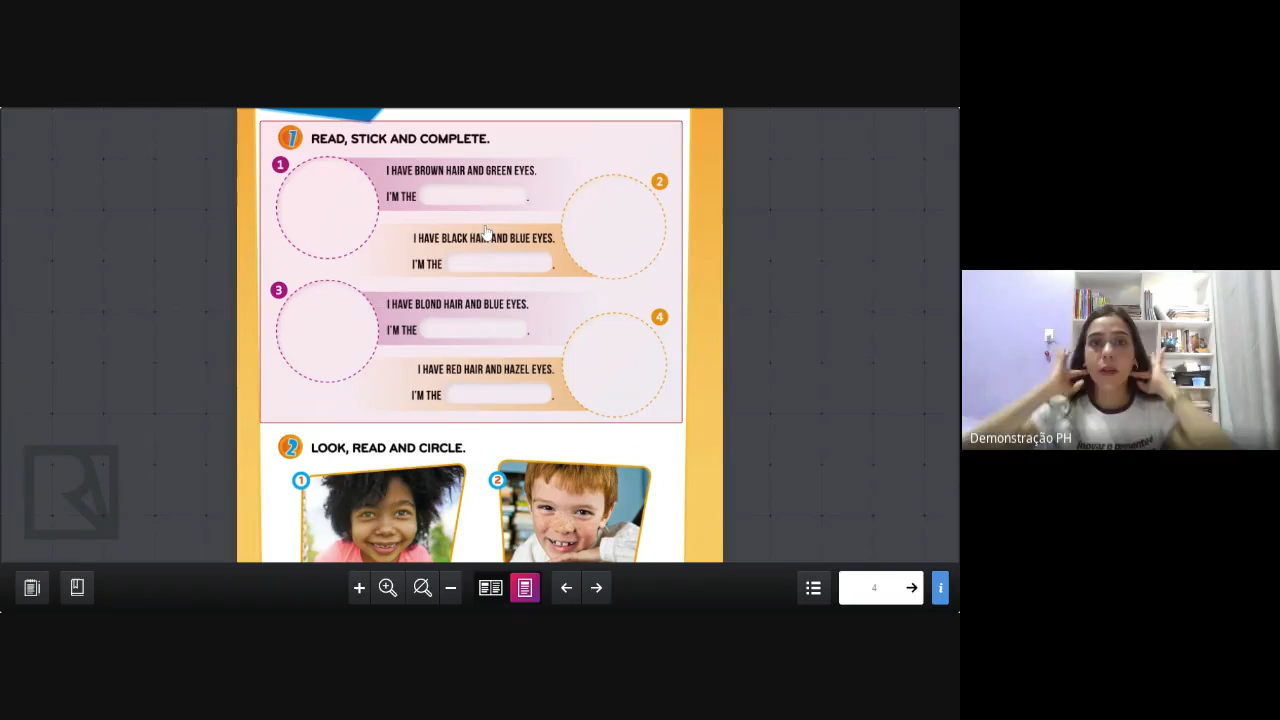 1 READ, STICK AND COMPLETE.
1
I HAVE BROWN HAIR AND GREEN EYES.
I'M THE .
2
I HAVE BLACK HAIR AND BLUE EYES.
I'M THE .
3
I HAVE BLOND HAIR AND BLUE EYES.
I'M THE .
4
I HAVE RED HAIR AND HAZEL EYES.
I'M THE .
2 LOOK, READ AND CIRCLE.
1
2
4
i
inovar o presente
Demonstração PH